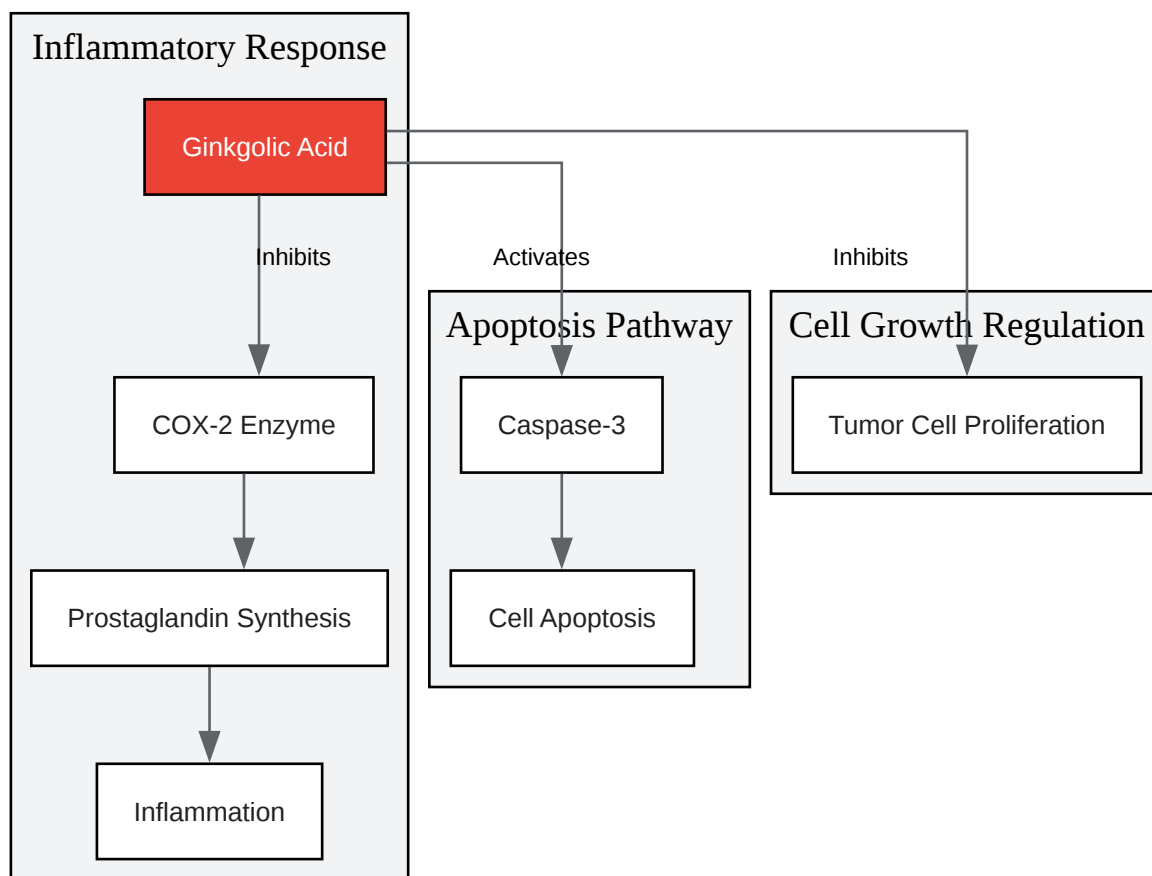 Inflammatory Response
Ginkgolic Acid
Inhibits
Activates
Inhibits
Apoptosis Pathway
Cell Growth Regulation
COX-2 Enzyme
Caspase-3
Tumor Cell Proliferation
Prostaglandin Synthesis
Cell Apoptosis
Inflammation